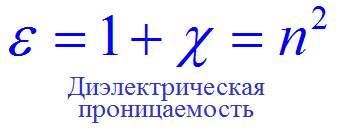 ε = 1 + χ = n²
Диэлектрическая
проницаемость